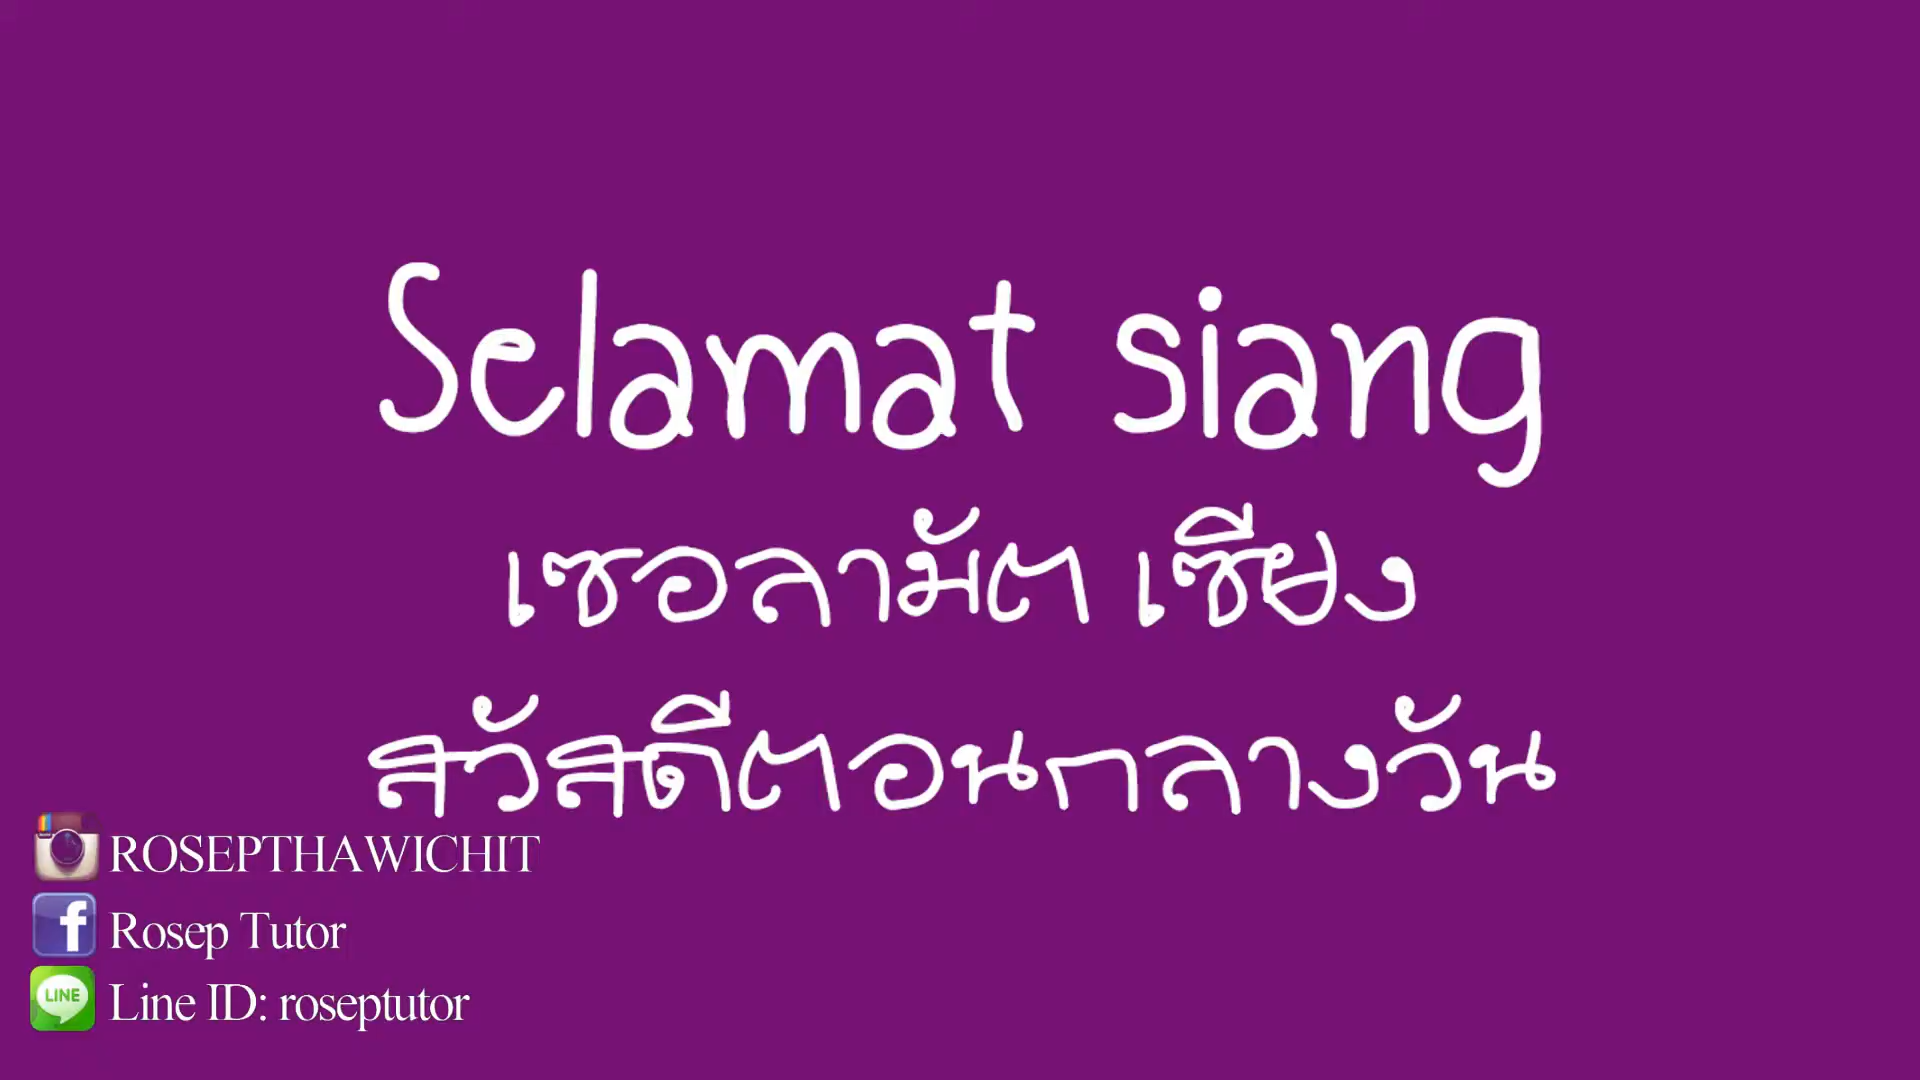 Selamat siang
เซอลามัต เซียง
สวัสดีตอนกลางวัน
ROSEPTHAWICHIT
Rosep Tutor
LINE
Line ID: roseptutor